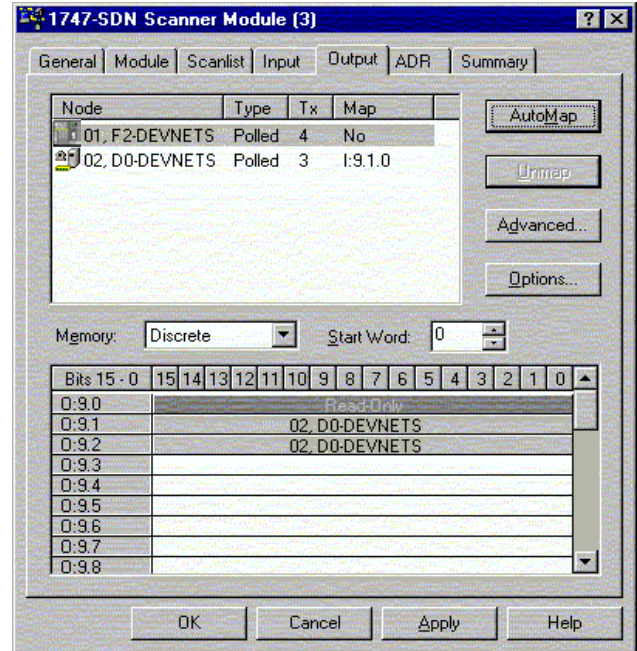 1747-SDN Scanner Module (3)
General Module Scanlist Input Output ADR Summary
Node Type Tx Map
01, F2-DEVNETS Polled 4 No
02, D0-DEVNETS Polled 3 I:9.1.0
AutoMap
Unmap
Advanced...
Options...
Memory: Discrete Start Word: 0
Bits 15 - 0 15 14 13 12 11 10 9 8 7 6 5 4 3 2 1 0
O:9.0 Read-Only
O:9.1 02, D0-DEVNETS
O:9.2 02, D0-DEVNETS
O:9.3
O:9.4
O:9.5
O:9.6
O:9.7
O:9.8
OK Cancel Apply Help